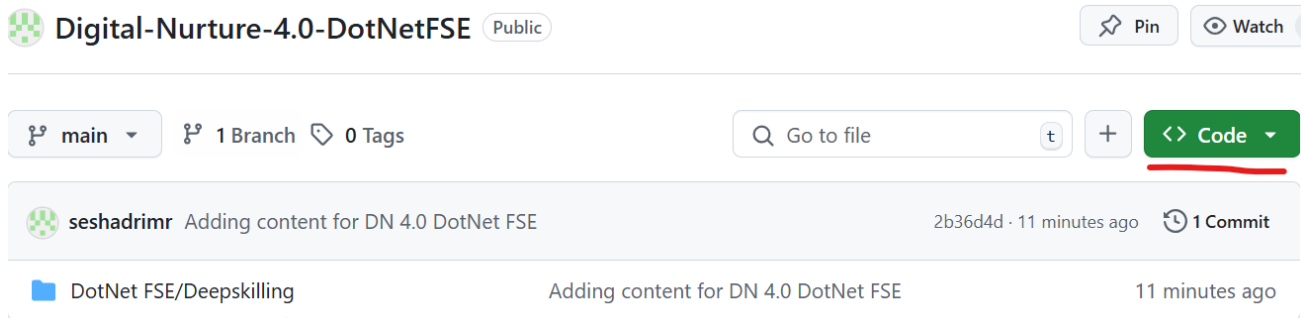 Digital-Nurture-4.0-DotNetFSE Public Pin Watch
main 1 Branch 0 Tags Go to file t + <> Code
seshadrimr Adding content for DN 4.0 DotNet FSE 2b36d4d · 11 minutes ago 1 Commit
DotNet FSE/Deepskilling Adding content for DN 4.0 DotNet FSE 11 minutes ago